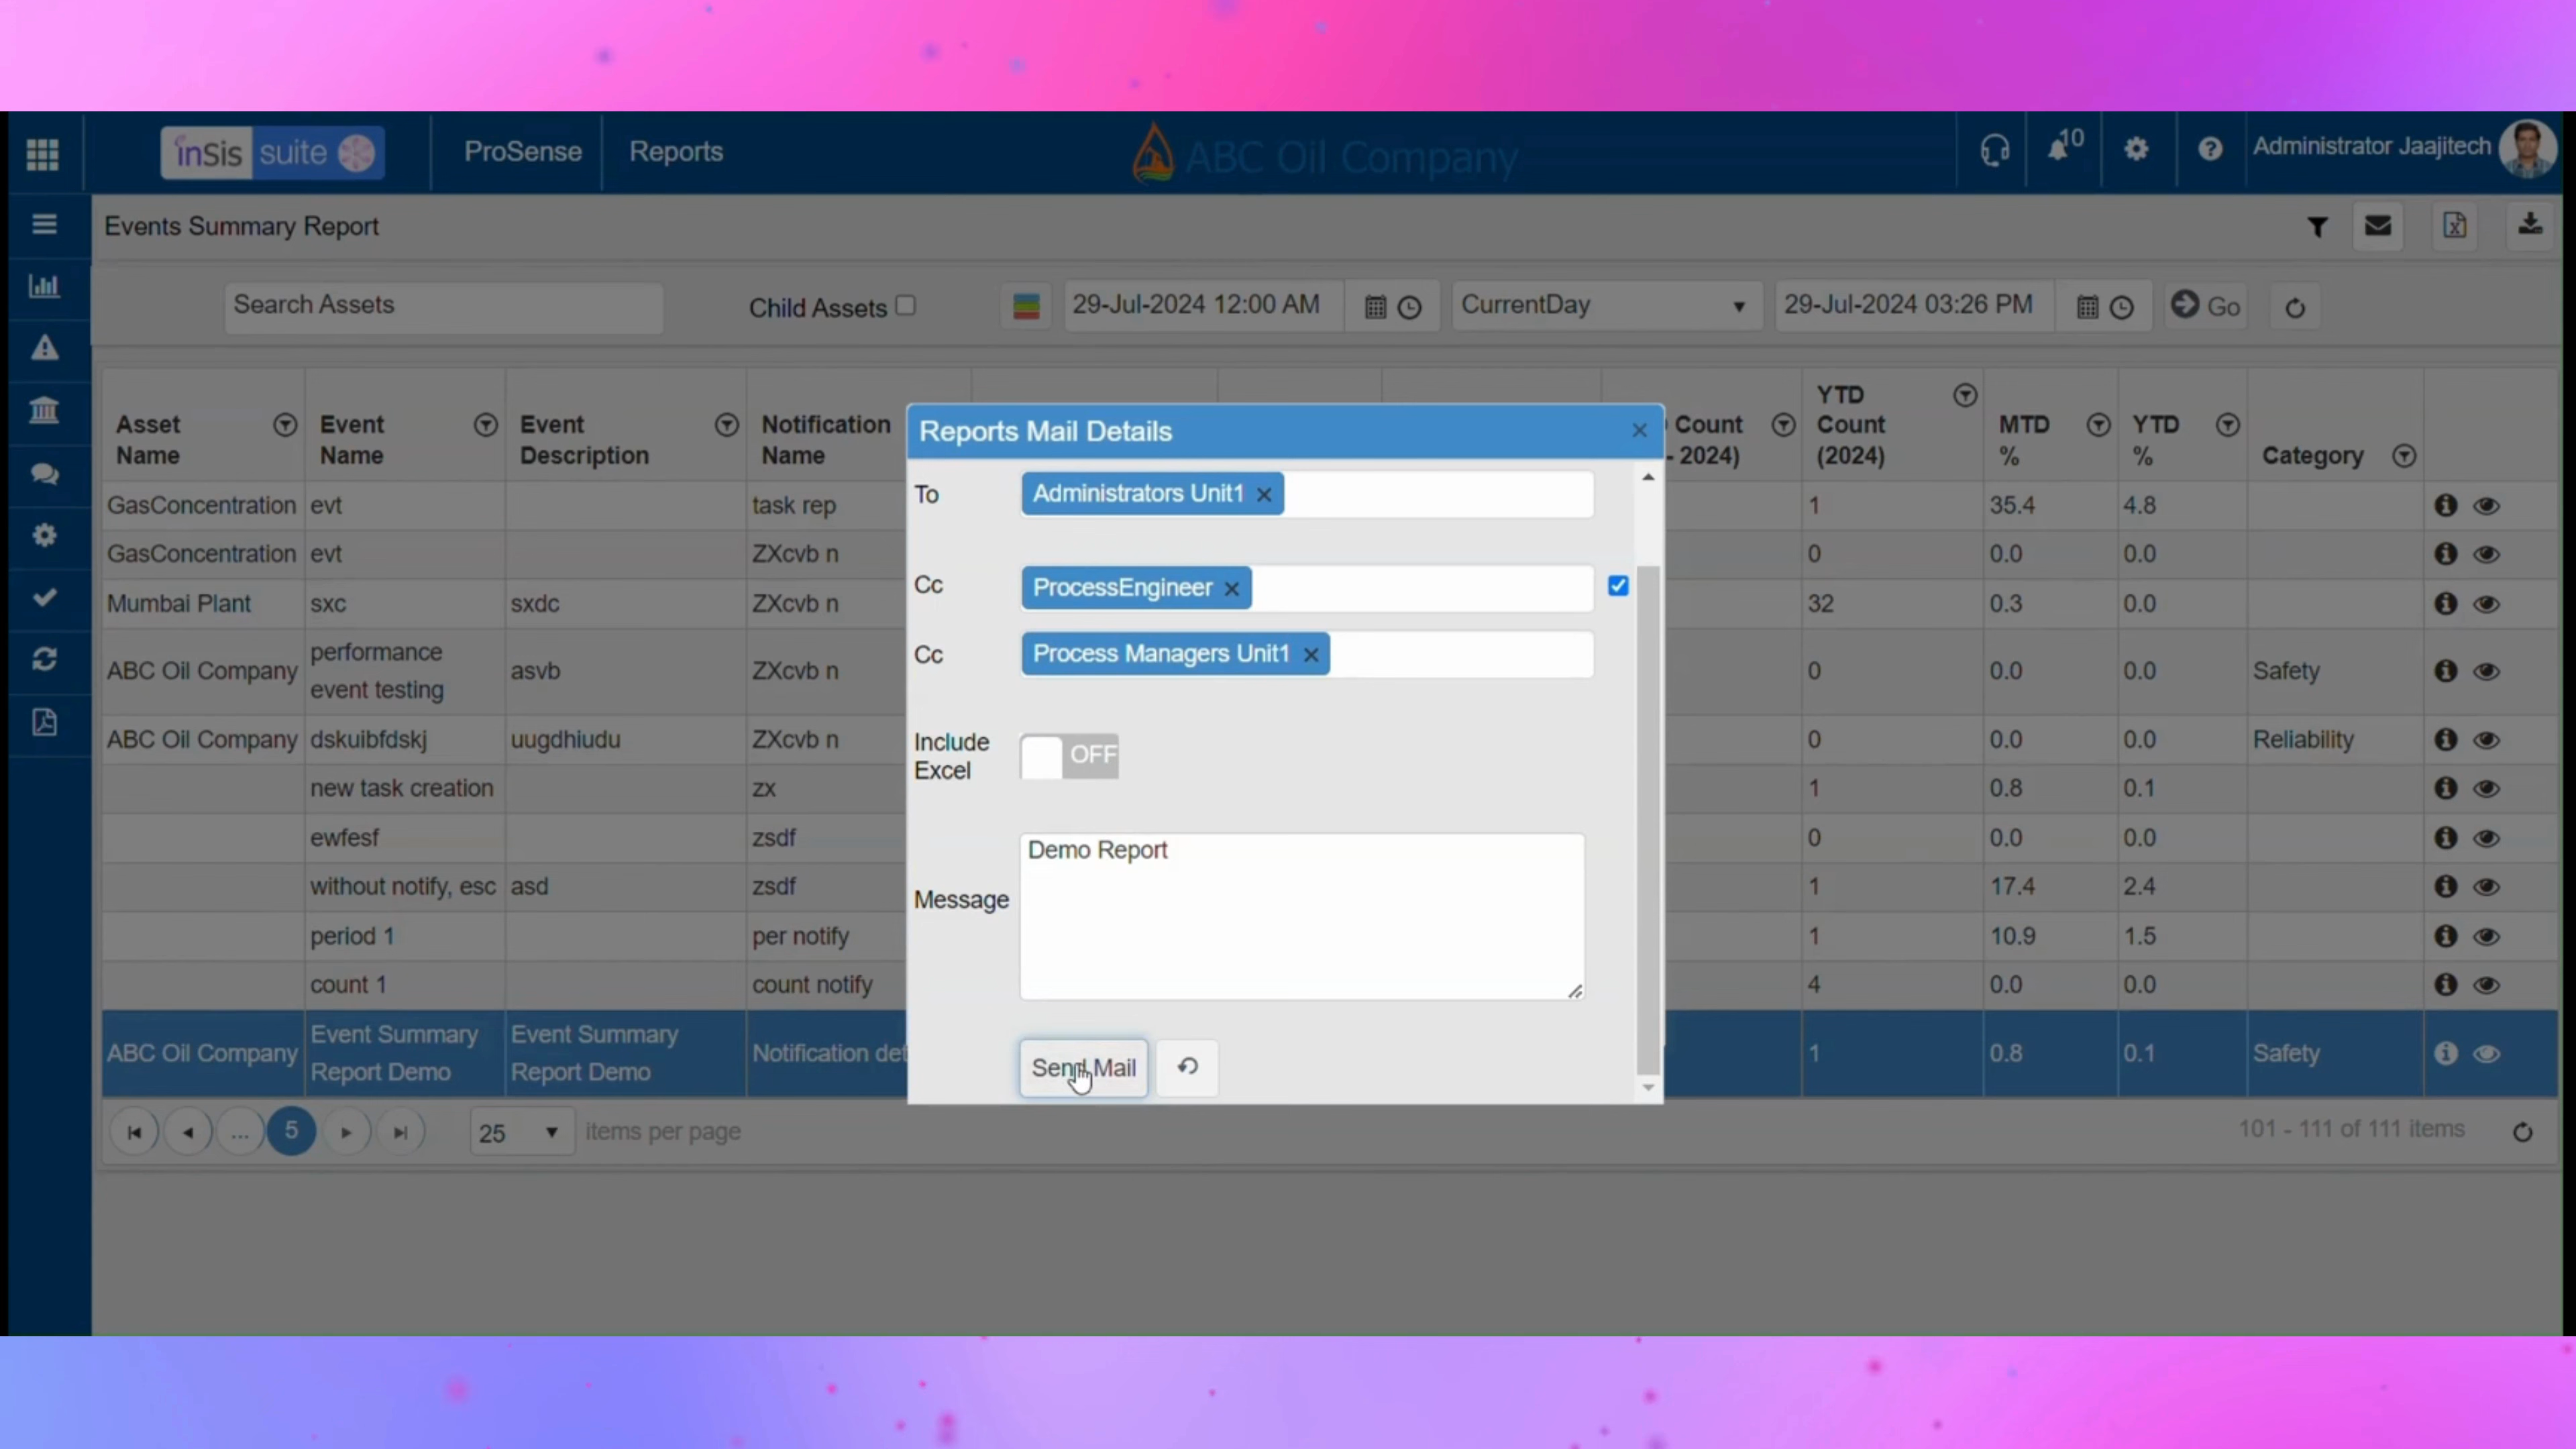 inSis suite
ProSense
Reports
ABC Oil Company
10
Administrator Jaajitech
Events Summary Report
Search Assets
Child Assets
29-Jul-2024 12:00 AM
CurrentDay
29-Jul-2024 03:26 PM
Go
Asset Name
Event Name
Event Description
Notification Name
Count - 2024)
YTD Count (2024)
MTD %
YTD %
Category
GasConcentration evt task rep 1 35.4 4.8
GasConcentration evt ZXcvb n 0 0.0 0.0
Mumbai Plant sxc sxdc ZXcvb n 32 0.3 0.0
ABC Oil Company performance event testing asvb ZXcvb n 0 0.0 0.0 Safety
ABC Oil Company dskuibfdskj uugdhiudu ZXcvb n 0 0.0 0.0 Reliability
new task creation zx 1 0.8 0.1
ewfesf zsdf 0 0.0 0.0
without notify, esc asd zsdf 1 17.4 2.4
period 1 per notify 1 10.9 1.5
count 1 count notify 4 0.0 0.0
ABC Oil Company Event Summary Report Demo Event Summary Report Demo Notification det 1 0.8 0.1 Safety
... 5 25 items per page
101 - 111 of 111 items
Reports Mail Details
To Administrators Unit1
Cc ProcessEngineer
Cc Process Managers Unit1
Include Excel OFF
Message Demo Report
Send Mail